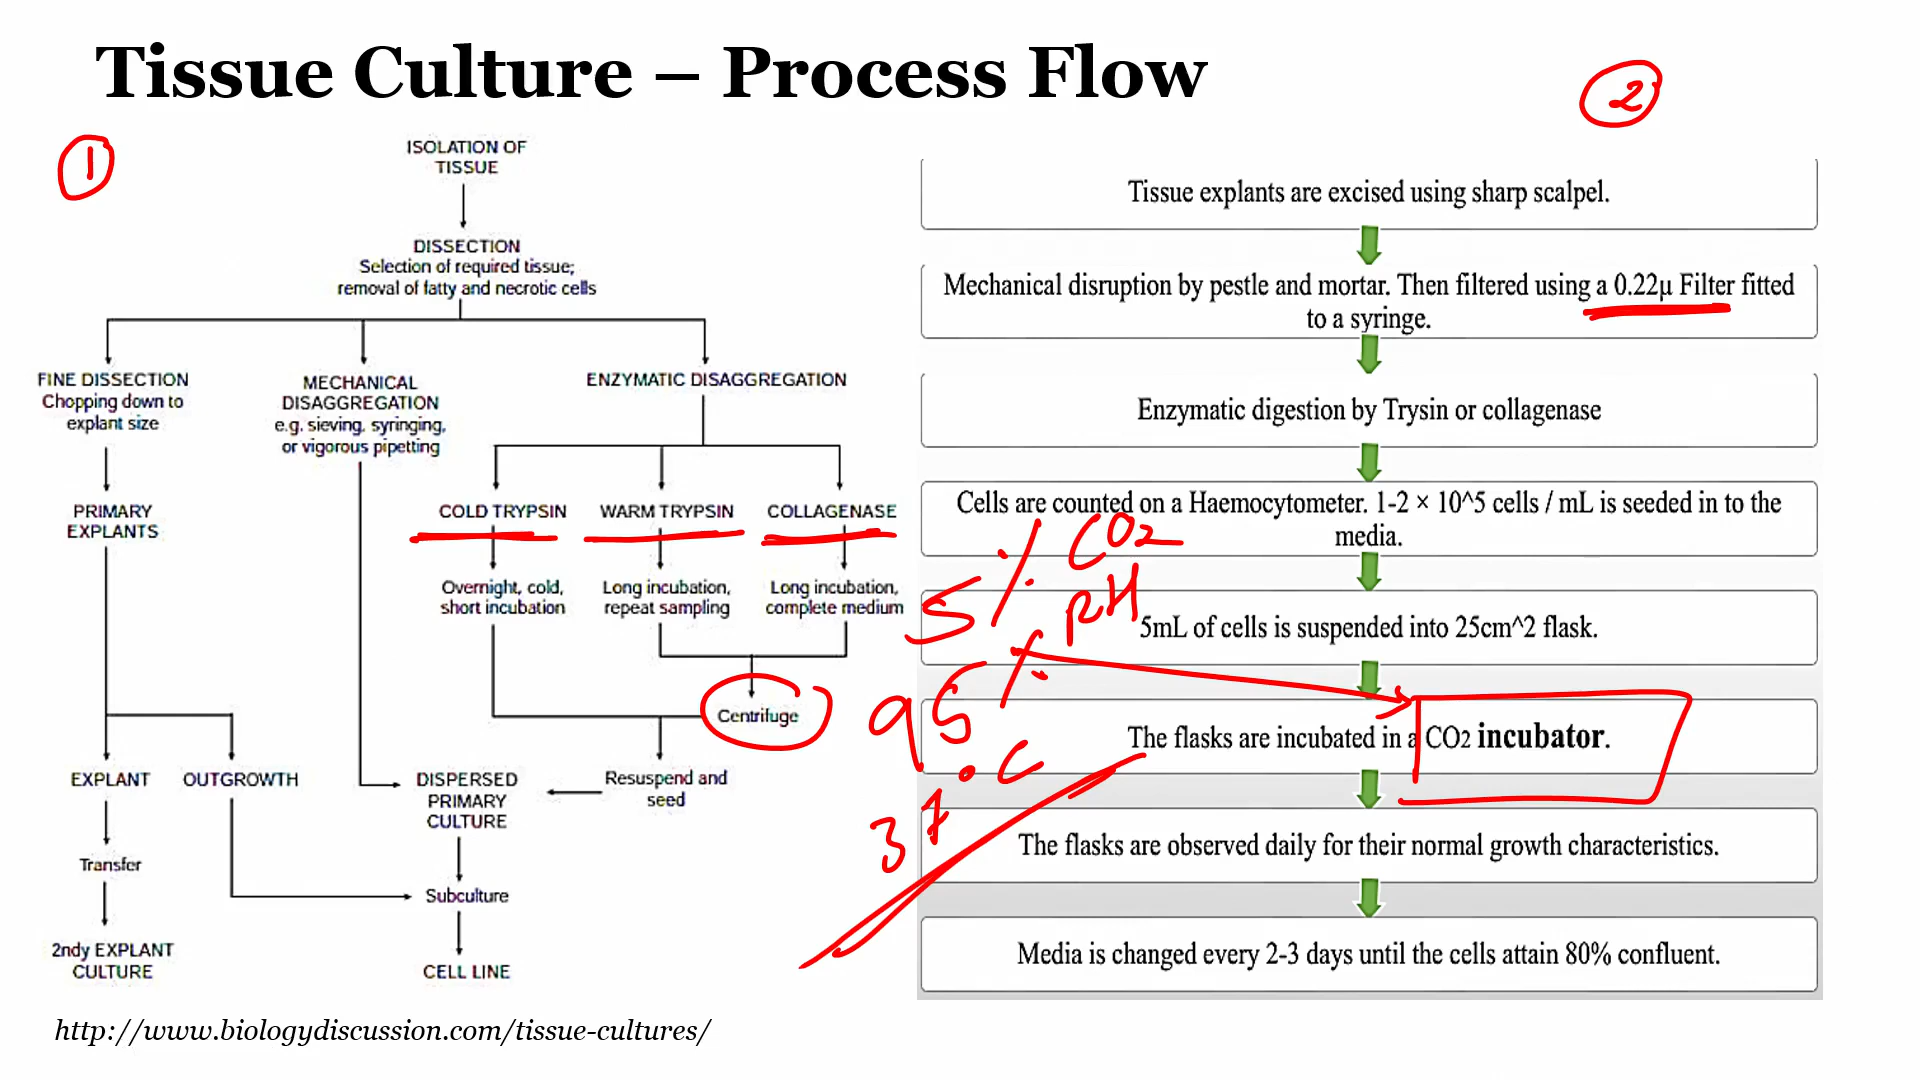 Tissue Culture – Process Flow
1
2
ISOLATION OF
TISSUE
DISSECTION
Selection of required tissue;
removal of fatty and necrotic cells
FINE DISSECTION
Chopping down to
explant size
MECHANICAL
DISAGGREGATION
e.g. sieving, syringing,
or vigorous pipetting
ENZYMATIC DISAGGREGATION
PRIMARY
EXPLANTS
COLD TRYPSIN
WARM TRYPSIN
COLLAGENASE
Overnight, cold,
short incubation
Long incubation,
repeat sampling
Long incubation,
complete medium
Centrifuge
EXPLANT
OUTGROWTH
DISPERSED
PRIMARY
CULTURE
Resuspend and
seed
Transfer
Subculture
2ndy EXPLANT
CULTURE
CELL LINE
Tissue explants are excised using sharp scalpel.
Mechanical disruption by pestle and mortar. Then filtered using a 0.22µ Filter fitted
to a syringe.
Enzymatic digestion by Trysin or collagenase
Cells are counted on a Haemocytometer. 1-2 × 10^5 cells / mL is seeded in to the
media.
5mL of cells is suspended into 25cm^2 flask.
The flasks are incubated in a CO2 incubator.
The flasks are observed daily for their normal growth characteristics.
Media is changed every 2-3 days until the cells attain 80% confluent.
5% CO2
95% RH
37°C
http://www.biologydiscussion.com/tissue-cultures/